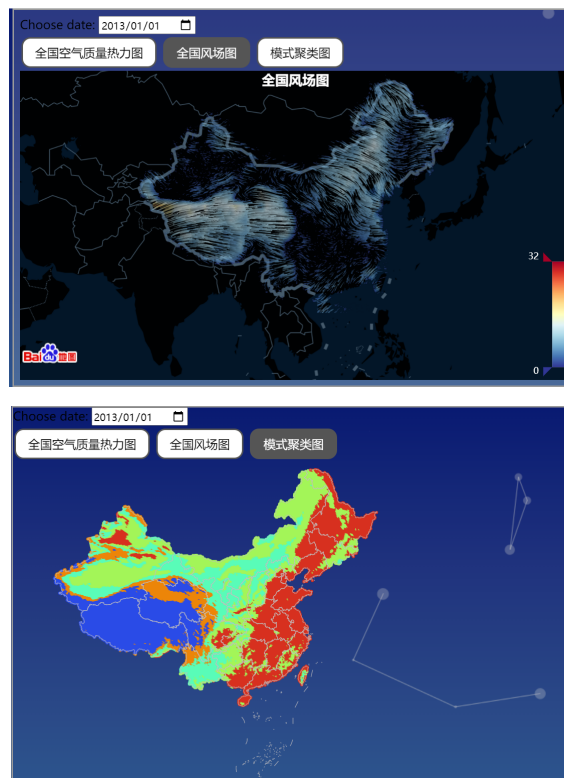 Choose date: 2013/01/01
全国空气质量热力图 全国风场图 模式聚类图
全国风场图
32
0
Bai du 地图
Choose date: 2013/01/01
全国空气质量热力图 全国风场图 模式聚类图